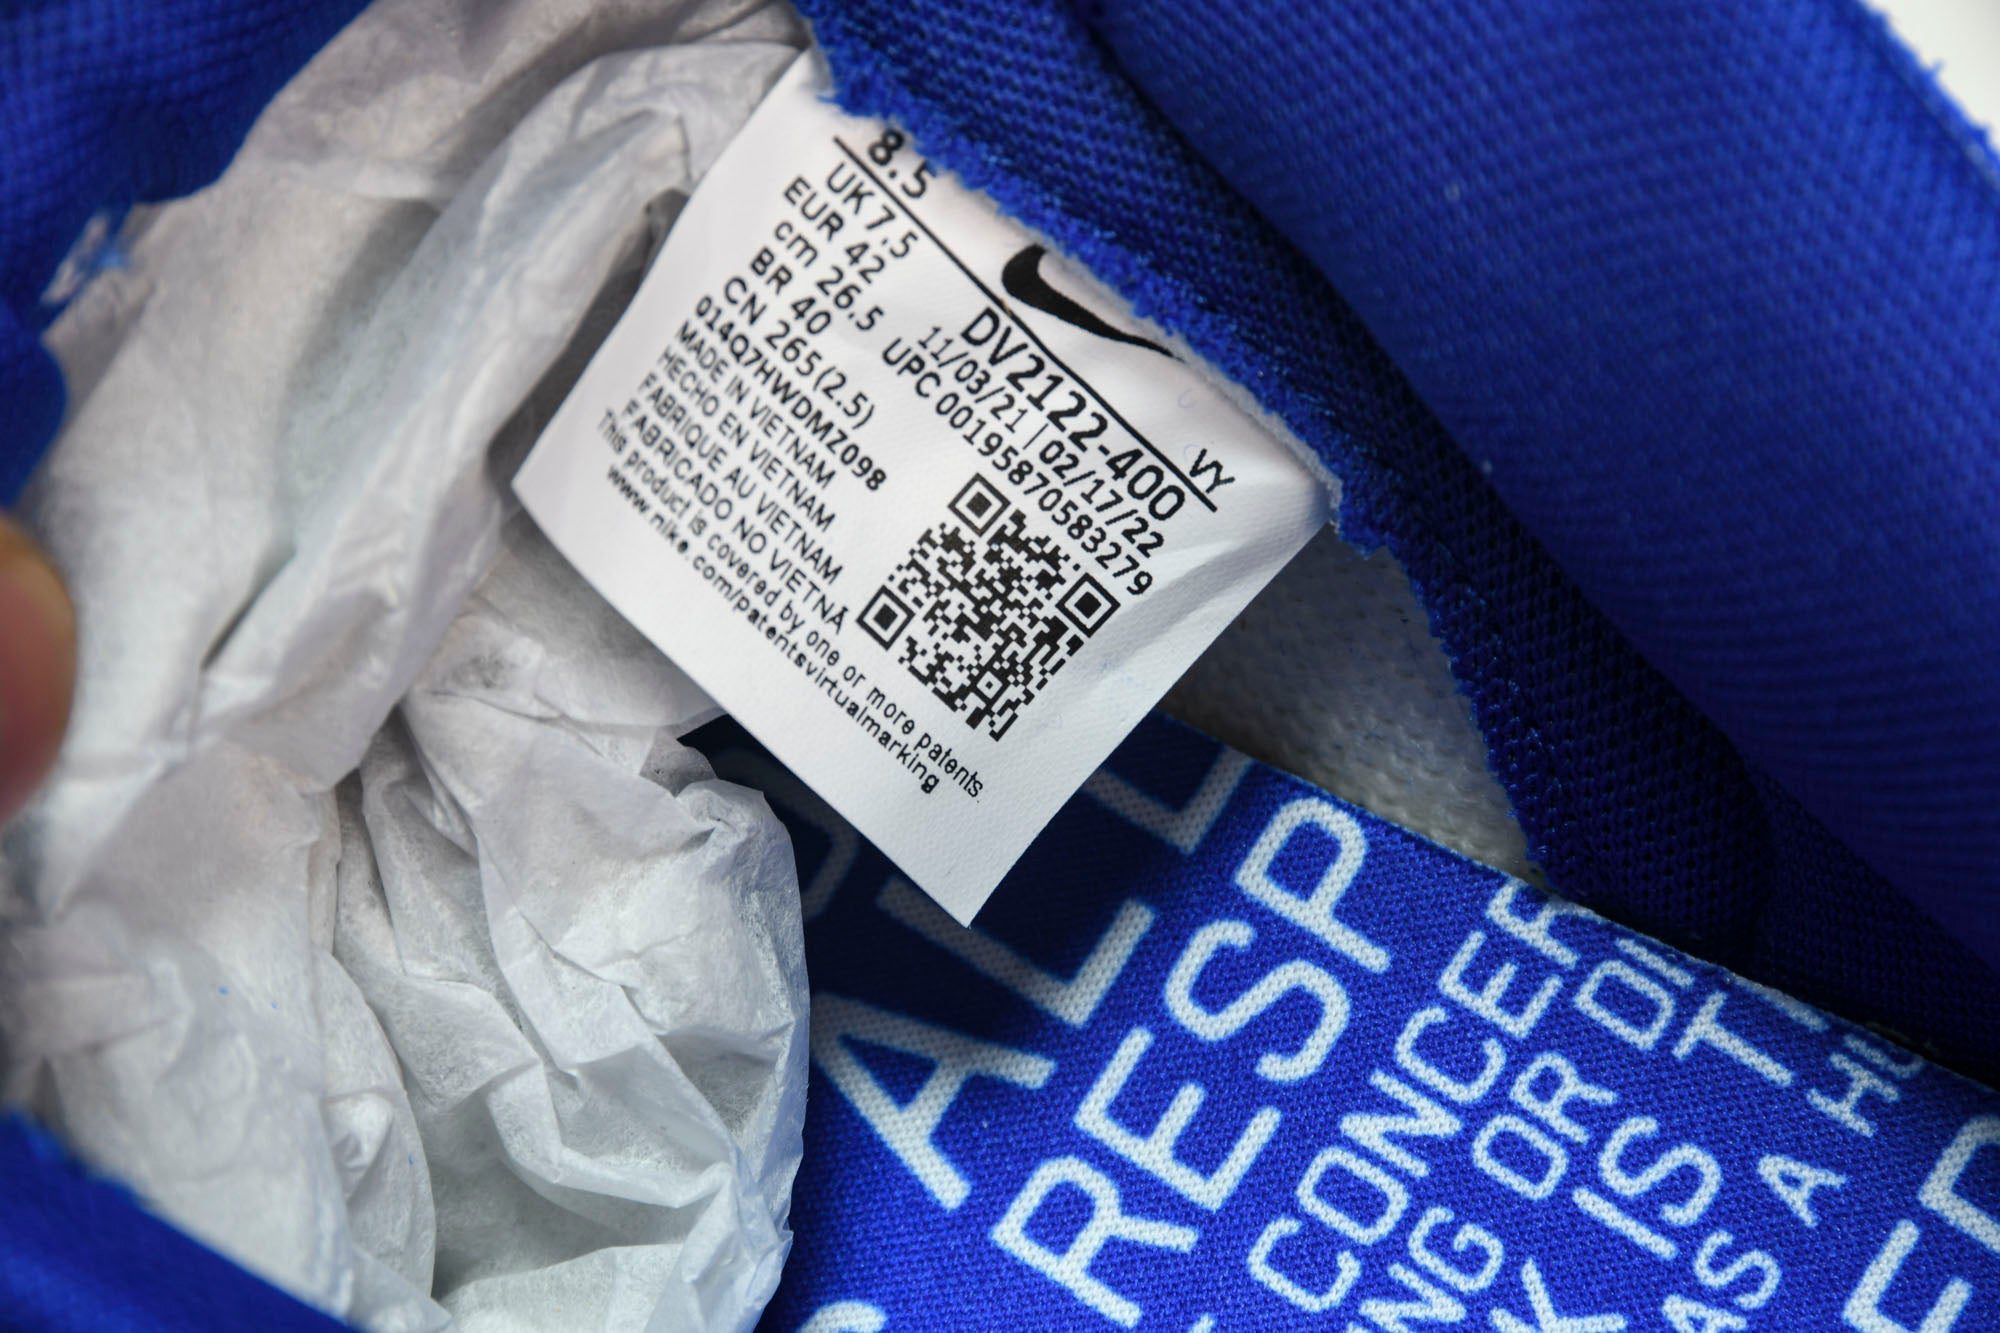 8.5
VY
UK 7.5
EUR 42
cm 26.5
BR 40
CN 265 (2.5)
DV2122-400
11/03/21 | 02/17/22
UPC 00195870583279
014Q7HWDMZ098
MADE IN VIETNAM
HECHO EN VIETNAM
FABRIQUE AU VIETNAM
FABRICADO NO VIETNÃ
This product is covered by one or more patents.
www.nike.com/patentsvirtualmarking
RESP
CONCER
OR DI
IS T
AS A HU